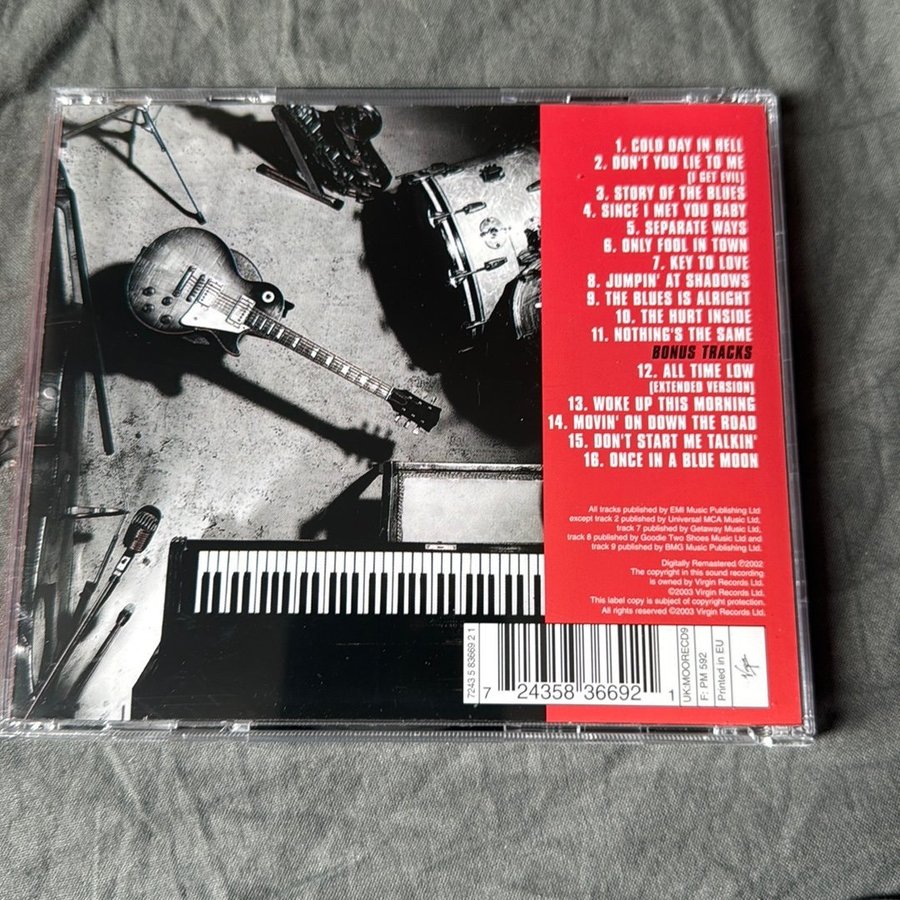 1. COLD DAY IN HELL
2. DON'T YOU LIE TO ME
[I GET EVIL]
3. STORY OF THE BLUES
4. SINCE I MET YOU BABY
5. SEPARATE WAYS
6. ONLY FOOL IN TOWN
7. KEY TO LOVE
8. JUMPIN' AT SHADOWS
9. THE BLUES IS ALRIGHT
10. THE HURT INSIDE
11. NOTHING'S THE SAME
BONUS TRACKS
12. ALL TIME LOW
[EXTENDED VERSION]
13. WOKE UP THIS MORNING
14. MOVIN' ON DOWN THE ROAD
15. DON'T START ME TALKIN'
16. ONCE IN A BLUE MOON
All tracks published by EMI Music Publishing Ltd
except track 2 published by Universal MCA Music Ltd,
track 7 published by Getaway Music Ltd,
track 8 published by Goodie Two Shoes Music Ltd and
track 9 published by BMG Music Publishing Ltd.
Digitally Remastered ℗2002
The copyright in this sound recording
is owned by Virgin Records Ltd.
©2003 Virgin Records Ltd.
This label copy is subject of copyright protection.
All rights reserved ©2003 Virgin Records Ltd.
7243 5 83669 2 1
7 24358 36692 1
UK:MOORECD9
F: PM 592
Printed in EU
Virgin